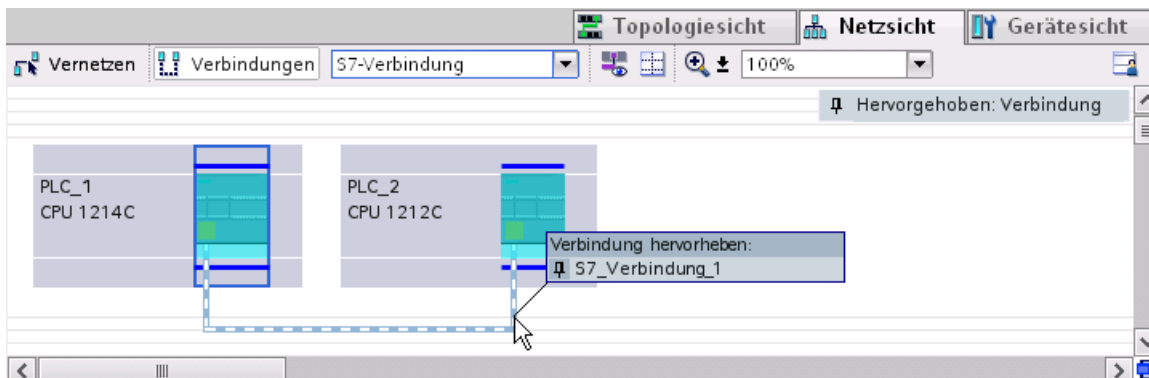 Topologiesicht Netzsicht Gerätesicht
Vernetzen Verbindungen S7-Verbindung 100%
Hervorgehoben: Verbindung
PLC_1 PLC_2
CPU 1214C CPU 1212C
Verbindung hervorheben:
S7_Verbindung_1